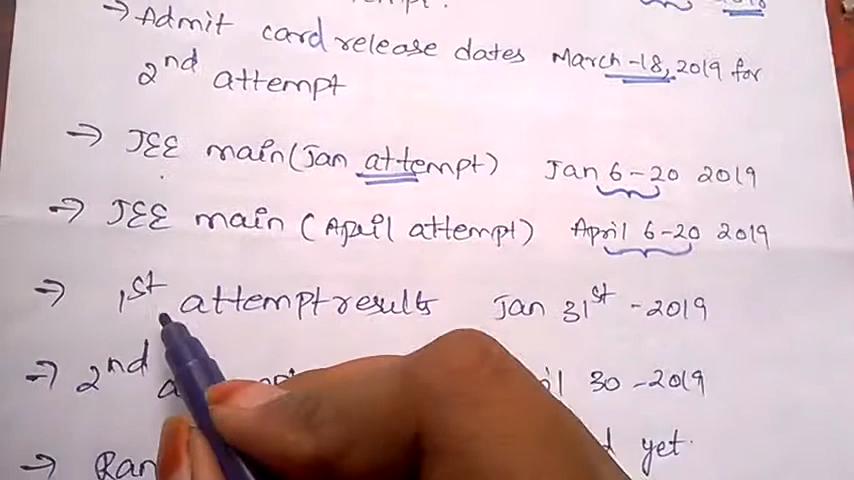 → Admit card release dates March-18, 2019 for
2nd attempt
⇒ JEE main (Jan attempt) Jan 6-20 2019
⇒ JEE main (April attempt) April 6-20 2019
⇒ 1st attempt results Jan 31st -2019
⇒ 2nd 30 -2019
⇒ yet.